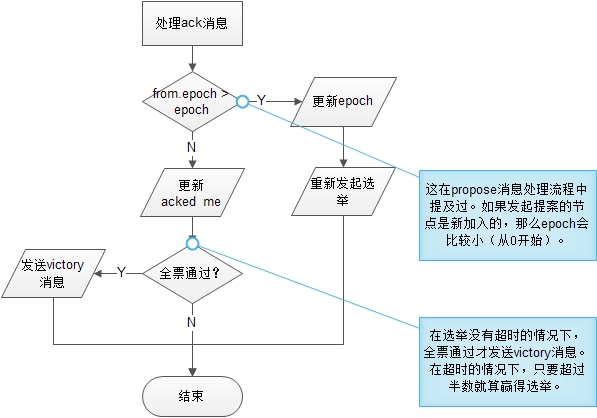 处理ack消息
from.epoch >
epoch
Y
更新epoch
N
更新
acked me
重新发起选
举
这在propose消息处理流程中
提及过。如果发起提案的节
点是新加入的，那么epoch会
比较小（从0开始）。
发送victory
消息
Y
全票通过？
N
在选举没有超时的情况下，
全票通过才发送victory消息。
在超时的情况下，只要超过
半数就算赢得选举。
结束